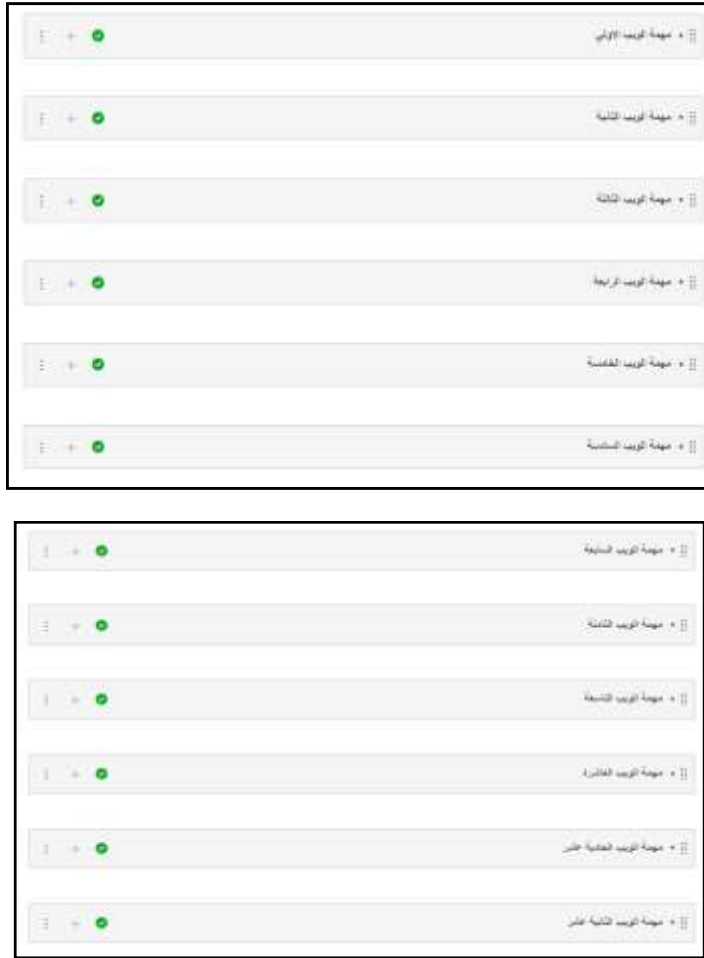 مهمة الويب الاولي
مهمة الويب الثانية
مهمة الويب الثالثة
مهمة الويب الرابعة
مهمة الويب الخامسة
مهمة الويب السادسة
مهمة الويب السابعة
مهمة الويب الثامنة
مهمة الويب التاسعة
مهمة الويب العاشرة
مهمة الويب الحادية عشر
مهمة الويب الثانية عشر